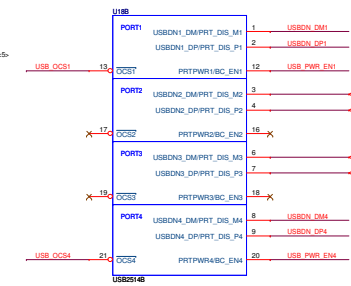 U18B
PORT1
USBDN1_DM/PRT_DIS_M1 1 USBDN_DM1
USBDN1_DP/PRT_DIS_P1 2 USBDN_DP1
5>
USB_OCS1 13 OCS1 PRTPWR1/BC_EN1 12 USB_PWR_EN1
PORT2
USBDN2_DM/PRT_DIS_M2 3
USBDN2_DP/PRT_DIS_P2 4
17 OCS2 PRTPWR2/BC_EN2 16
PORT3
USBDN3_DM/PRT_DIS_M3 6
USBDN3_DP/PRT_DIS_P3 7
19 OCS3 PRTPWR3/BC_EN3 18
PORT4
USBDN4_DM/PRT_DIS_M4 8 USBDN_DM4
USBDN4_DP/PRT_DIS_P4 9 USBDN_DP4
USB_OCS4 21 OCS4 PRTPWR4/BC_EN4 20 USB_PWR_EN4
USB2514B